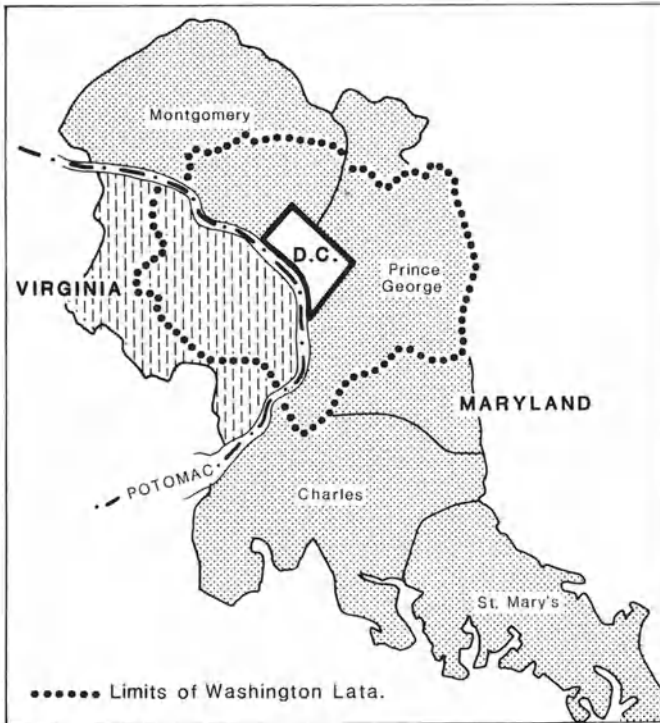 Montgomery
D.C.
Prince
George
VIRGINIA
MARYLAND
POTOMAC
Charles
St. Mary's
Limits of Washington Lata.